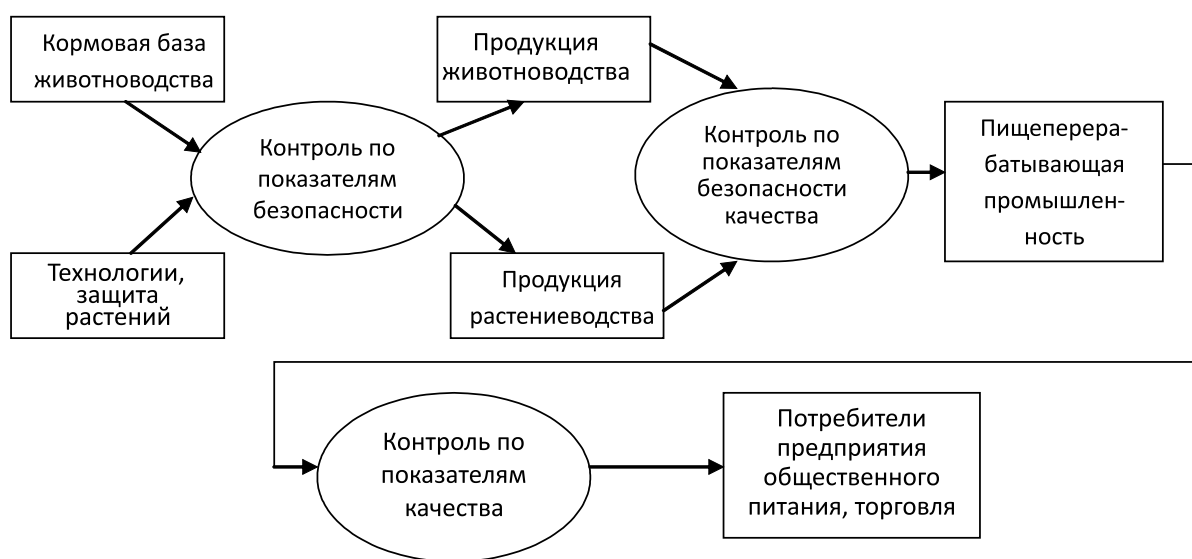 Кормовая база
животноводства
Контроль по
показателям
безопасности
Технологии,
защита
растений
Продукция
животноводства
Продукция
растениеводства
Контроль по
показателям
безопасности
качества
Пищеперера-
батывающая
промышлен-
ность
Контроль по
показателям
качества
Потребители
предприятия
общественного
питания, торговля